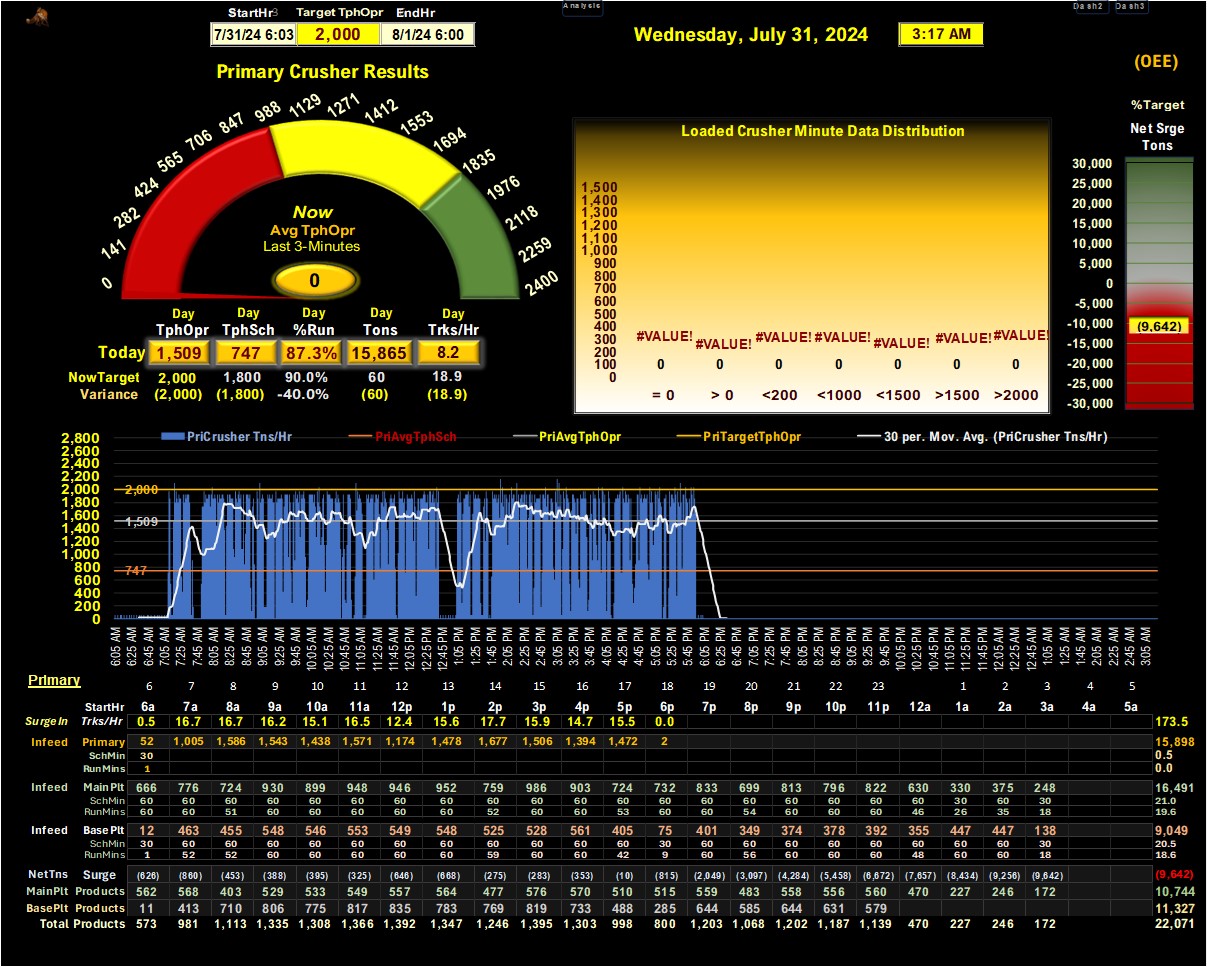 Analysis Dash2 Dash3
StartHr3 Target TphOpr EndHr
7/31/24 6:03 2,000 8/1/24 6:00
Wednesday, July 31, 2024 3:17 AM
(OEE)
Primary Crusher Results
%Target
Net Srge
Tons
0 141 282 424 565 706 847 988 1129 1271 1412 1553 1694 1835 1976 2118 2259 2400
Now
Avg TphOpr
Last 3-Minutes
0
Loaded Crusher Minute Data Distribution
1,500
1,400
1,300
1,200
1,100
1,000
900
800
700
600
500
400
300
200
100
0
#VALUE! #VALUE! #VALUE! #VALUE! #VALUE! #VALUE! #VALUE!
0 0 0 0 0 0 0
= 0 > 0 <200 <1000 <1500 >1500 >2000
30,000
25,000
20,000
15,000
10,000
5,000
0
-5,000
-10,000
-15,000
-20,000
-25,000
-30,000
(9,642)
Day Day Day Day Day
TphOpr TphSch %Run Tons Trks/Hr
Today 1,509 747 87.3% 15,865 8.2
NowTarget 2,000 1,800 90.0% 60 18.9
Variance (2,000) (1,800) -40.0% (60) (18.9)
PriCrusher Tns/Hr PriAvgTphSch PriAvgTphOpr PriTargetTphOpr 30 per. Mov. Avg. (PriCrusher Tns/Hr)
2,800
2,600
2,400
2,200
2,000
1,800
1,600
1,400
1,200
1,000
800
600
400
200
0
2,000
1,509
747
6:05 AM 6:25 AM 6:45 AM 7:05 AM 7:25 AM 7:45 AM 8:05 AM 8:25 AM 8:45 AM 9:05 AM 9:25 AM 9:45 AM 10:05 AM 10:25 AM 10:45 AM 11:05 AM 11:25 AM 11:45 AM 12:05 PM 12:25 PM 12:45 PM 1:05 PM 1:25 PM 1:45 PM 2:05 PM 2:25 PM 2:45 PM 3:05 PM 3:25 PM 3:45 PM 4:05 PM 4:25 PM 4:45 PM 5:05 PM 5:25 PM 5:45 PM 6:05 PM 6:25 PM 6:45 PM 7:05 PM 7:25 PM 7:45 PM 8:05 PM 8:25 PM 8:45 PM 9:05 PM 9:25 PM 9:45 PM 10:05 PM 10:25 PM 10:45 PM 11:05 PM 11:25 PM 11:45 PM 12:05 AM 12:25 AM 12:45 AM 1:05 AM 1:25 AM 1:45 AM 2:05 AM 2:25 AM 2:45 AM 3:05 AM
Primary
6 7 8 9 10 11 12 13 14 15 16 17 18 19 20 21 22 23 1 2 3 4 5
StartHr 6a 7a 8a 9a 10a 11a 12p 1p 2p 3p 4p 5p 6p 7p 8p 9p 10p 11p 12a 1a 2a 3a 4a 5a
SurgeIn Trks/Hr 0.5 16.7 16.7 16.2 15.1 16.5 12.4 15.6 17.7 15.9 14.7 15.5 0.0 173.5
Infeed Primary 52 1,005 1,586 1,543 1,438 1,571 1,174 1,478 1,677 1,506 1,394 1,472 2 15,898
SchMin 30 0.5
RunMins 1 0.0
Infeed Main Plt 666 776 724 930 899 948 946 952 759 986 903 724 732 833 699 813 796 822 630 330 375 248 16,491
SchMin 60 60 60 60 60 60 60 60 60 60 60 60 60 60 60 60 60 60 60 30 60 30 21.0
RunMins 60 60 51 60 60 60 60 60 52 60 60 53 60 60 54 60 60 60 46 26 35 18 19.6
Infeed Base Plt 12 463 455 548 546 553 549 548 525 528 561 405 75 401 349 374 378 392 355 447 447 138 9,049
SchMin 30 60 60 60 60 60 60 60 60 60 60 60 30 60 60 60 60 60 60 60 60 30 20.5
RunMins 1 52 52 60 60 60 60 60 59 60 60 42 9 60 56 60 60 60 48 60 60 18 18.6
NetTns Surge (626) (860) (453) (388) (395) (325) (646) (668) (275) (283) (353) (10) (815) (2,049) (3,097) (4,284) (5,458) (6,672) (7,657) (8,434) (9,256) (9,642) (9,642)
MainPlt Products 562 568 403 529 533 549 557 564 477 576 570 510 515 559 483 558 556 560 470 227 246 172 10,744
BasePlt Products 11 413 710 806 775 817 835 783 769 819 733 488 285 644 585 644 631 579 11,327
Total Products 573 981 1,113 1,335 1,308 1,366 1,392 1,347 1,246 1,395 1,303 998 800 1,203 1,068 1,202 1,187 1,139 470 227 246 172 22,071